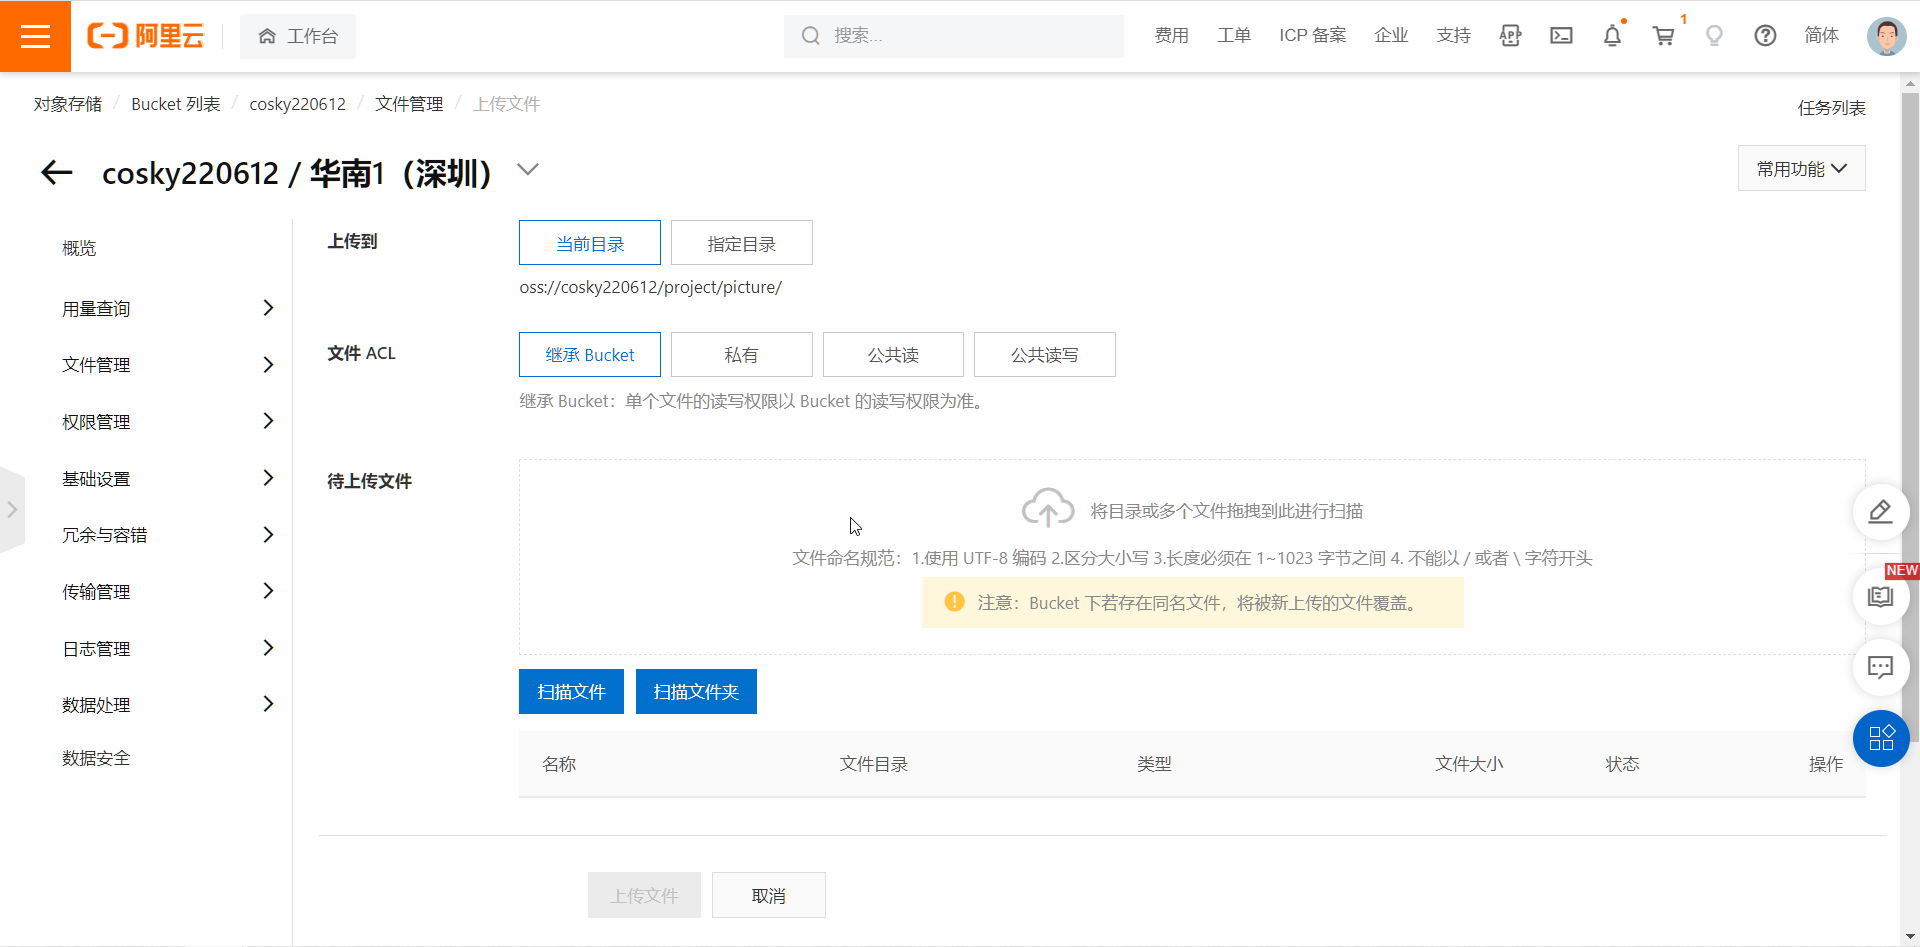 阿里云
工作台
搜索...
费用
工单
ICP 备案
企业
支持
API
1
简体
对象存储 / Bucket 列表 / cosky220612 / 文件管理 / 上传文件
任务列表
cosky220612 / 华南1（深圳）
常用功能
概览
用量查询
文件管理
权限管理
基础设置
冗余与容错
传输管理
日志管理
数据处理
数据安全
上传到
当前目录
指定目录
oss://cosky220612/project/picture/
文件 ACL
继承 Bucket
私有
公共读
公共读写
继承 Bucket：单个文件的读写权限以 Bucket 的读写权限为准。
待上传文件
将目录或多个文件拖拽到此进行扫描
文件命名规范：1.使用 UTF-8 编码 2.区分大小写 3.长度必须在 1~1023 字节之间 4. 不能以 / 或者 \ 字符开头
注意：Bucket 下若存在同名文件，将被新上传的文件覆盖。
NEW
扫描文件
扫描文件夹
名称
文件目录
类型
文件大小
状态
操作
上传文件
取消